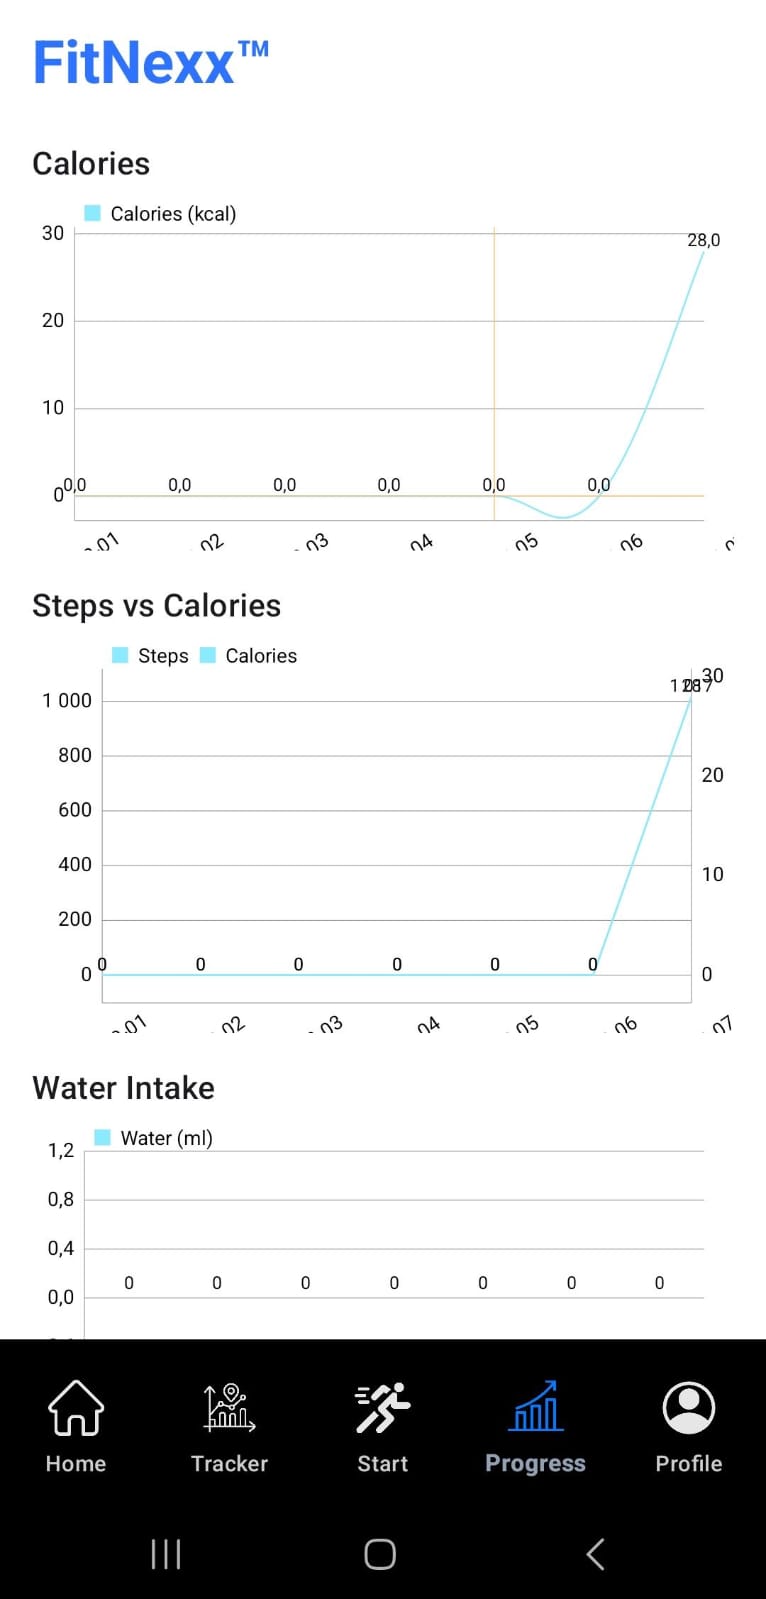 FitNexx™
Calories
Calories (kcal)
30
28,0
20
10
0
0,0 0,0 0,0 0,0 0,0 0,0
01 02 03 04 05 06
Steps vs Calories
Steps Calories
30
1 000
800
20
600
400
10
200
0 0 0 0 0 0
0 0
01 02 03 04 05 06 07
Water Intake
Water (ml)
1,2
0,8
0,4
0 0 0 0 0 0 0
0,0
Home Tracker Start Progress Profile